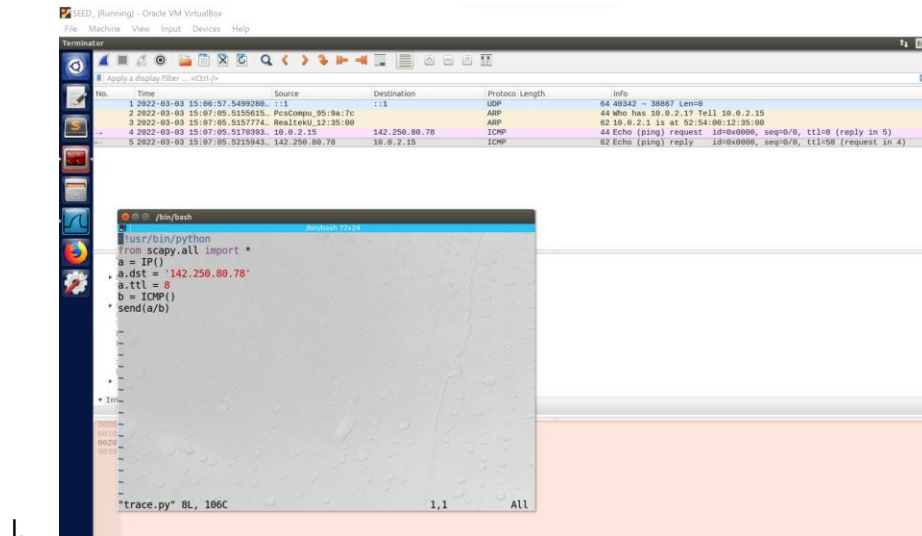 SEED_ [Running] - Oracle VM VirtualBox
File Machine View Input Devices Help
Terminator
Apply a display filter ... <Ctrl-/>
No. Time Source Destination Protoco Length Info
1 2022-03-03 15:06:57.5499280… ::1 ::1 UDP 64 40342 → 38867 Len=0
2 2022-03-03 15:07:05.5155615… PcsCompu_95:9a:7c ARP 44 Who has 10.0.2.1? Tell 10.0.2.15
3 2022-03-03 15:07:05.5157774… RealtekU_12:35:00 ARP 62 10.0.2.1 is at 52:54:00:12:35:00
4 2022-03-03 15:07:05.5170393… 10.0.2.15 142.250.80.78 ICMP 44 Echo (ping) request id=0x0000, seq=0/0, ttl=8 (reply in 5)
5 2022-03-03 15:07:05.5215943… 142.250.80.78 10.0.2.15 ICMP 62 Echo (ping) reply id=0x0000, seq=0/0, ttl=58 (request in 4)
/bin/bash
/bin/bash 72x24
!usr/bin/python
from scapy.all import *
a = IP()
a.dst = '142.250.80.78'
a.ttl = 8
b = ICMP()
send(a/b)
~
~
~
~
~
▾ Int~
~
0000~
0010~
0020~
0030~
~
~
"trace.py" 8L, 106C 1,1 All
l.